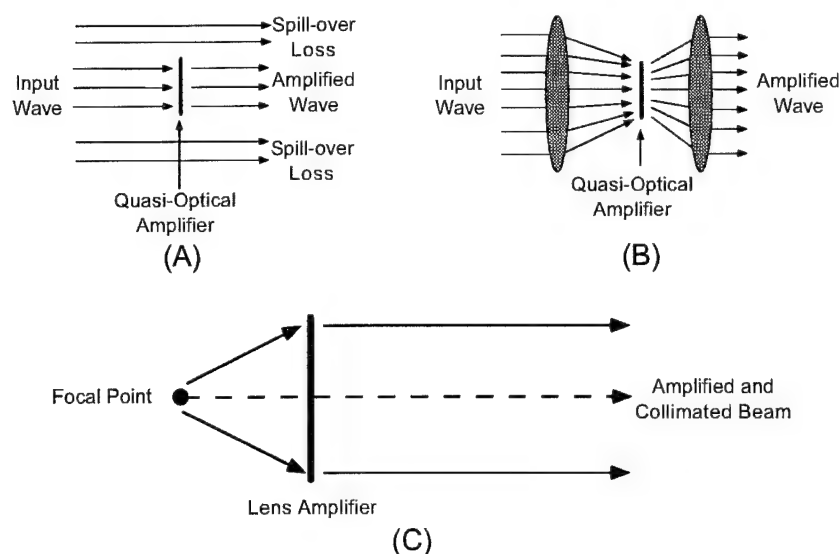 Spill-over
Loss
Input
Wave
Amplified
Wave
Spill-over
Loss
Quasi-Optical
Amplifier
(A)
Input
Wave
Amplified
Wave
Quasi-Optical
Amplifier
(B)
Focal Point
Amplified and
Collimated Beam
Lens Amplifier
(C)